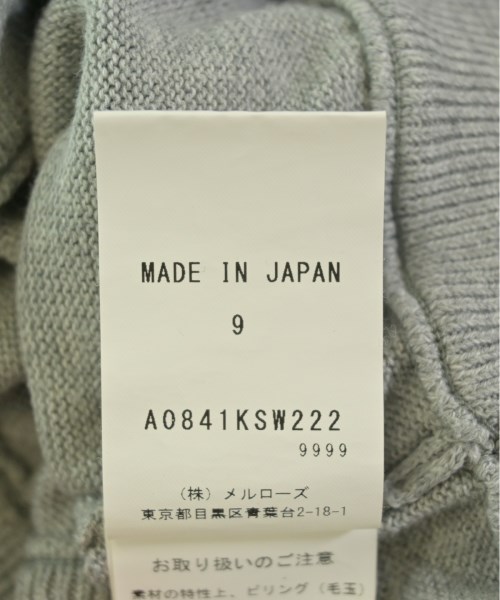 MADE IN JAPAN
9
A0841KSW222
9999
(株) メルローズ
東京都目黒区青葉台2-18-1
お取り扱いのご注意
素材の特性上、ピリング (毛玉)